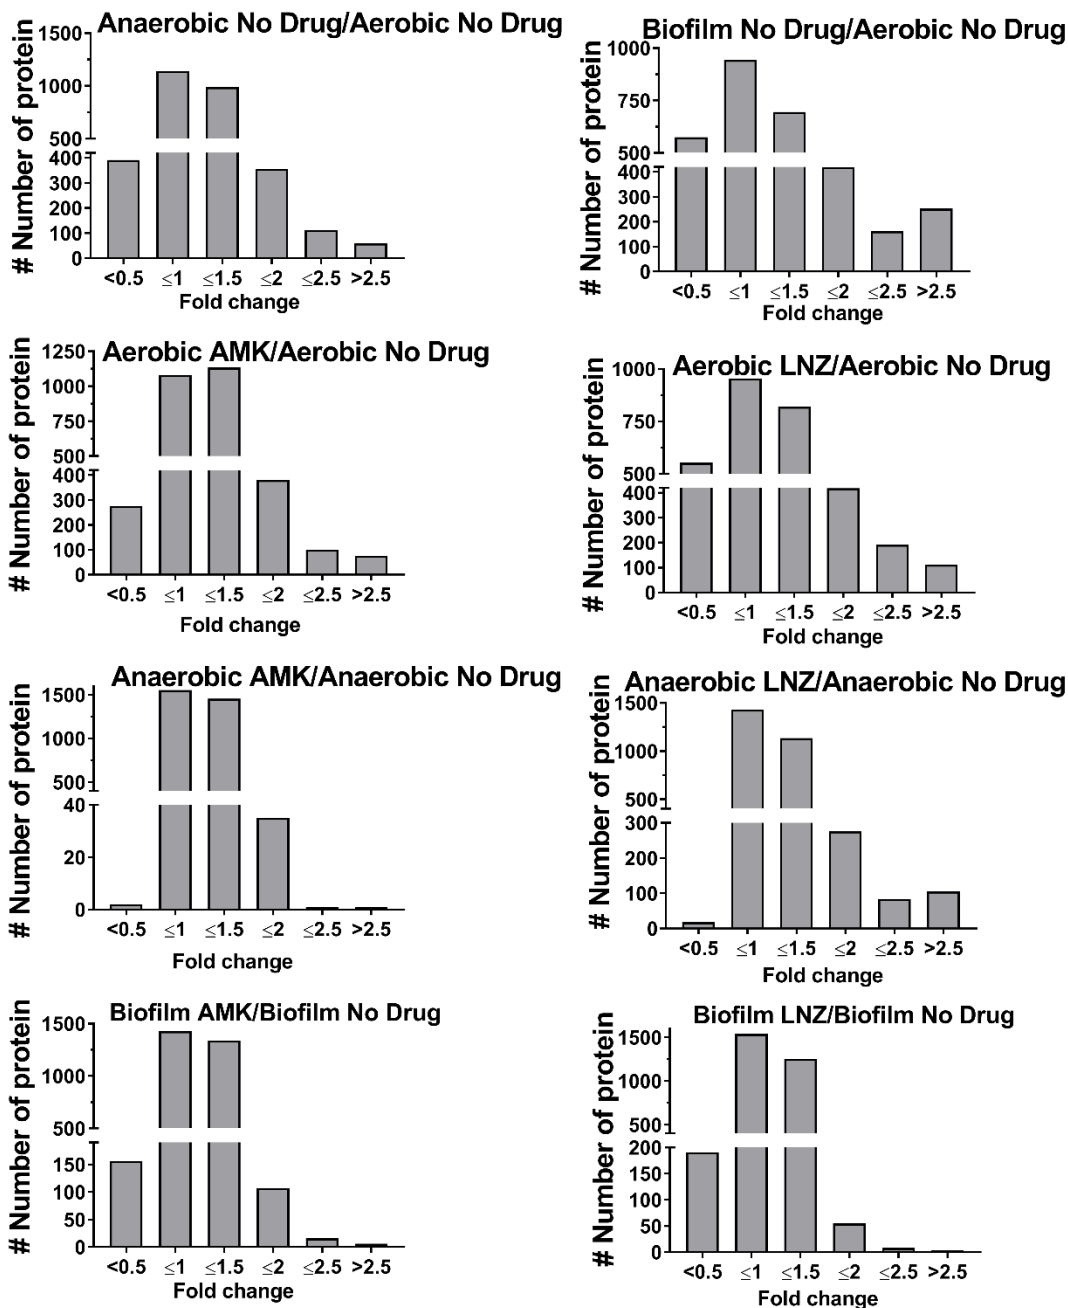 Anaerobic No Drug/Aerobic No Drug
# Number of protein
1500
1000
500
400
300
200
100
0
<0.5 ≤1 ≤1.5 ≤2 ≤2.5 >2.5
Fold change
Biofilm No Drug/Aerobic No Drug
# Number of protein
1000
750
500
400
300
200
100
0
<0.5 ≤1 ≤1.5 ≤2 ≤2.5 >2.5
Fold change
Aerobic AMK/Aerobic No Drug
# Number of protein
1250
1000
750
500
400
300
200
100
0
<0.5 ≤1 ≤1.5 ≤2 ≤2.5 >2.5
Fold change
Aerobic LNZ/Aerobic No Drug
# Number of protein
1000
750
500
400
300
200
100
0
<0.5 ≤1 ≤1.5 ≤2 ≤2.5 >2.5
Fold change
Anaerobic AMK/Anaerobic No Drug
# Number of protein
1500
1000
500
40
20
0
<0.5 ≤1 ≤1.5 ≤2 ≤2.5 >2.5
Fold change
Anaerobic LNZ/Anaerobic No Drug
# Number of protein
1500
1000
500
300
200
100
0
<0.5 ≤1 ≤1.5 ≤2 ≤2.5 >2.5
Fold change
Biofilm AMK/Biofilm No Drug
# Number of protein
1500
1000
500
150
100
50
0
<0.5 ≤1 ≤1.5 ≤2 ≤2.5 >2.5
Fold change
Biofilm LNZ/Biofilm No Drug
# Number of protein
1500
1000
500
200
150
100
50
0
<0.5 ≤1 ≤1.5 ≤2 ≤2.5 >2.5
Fold change